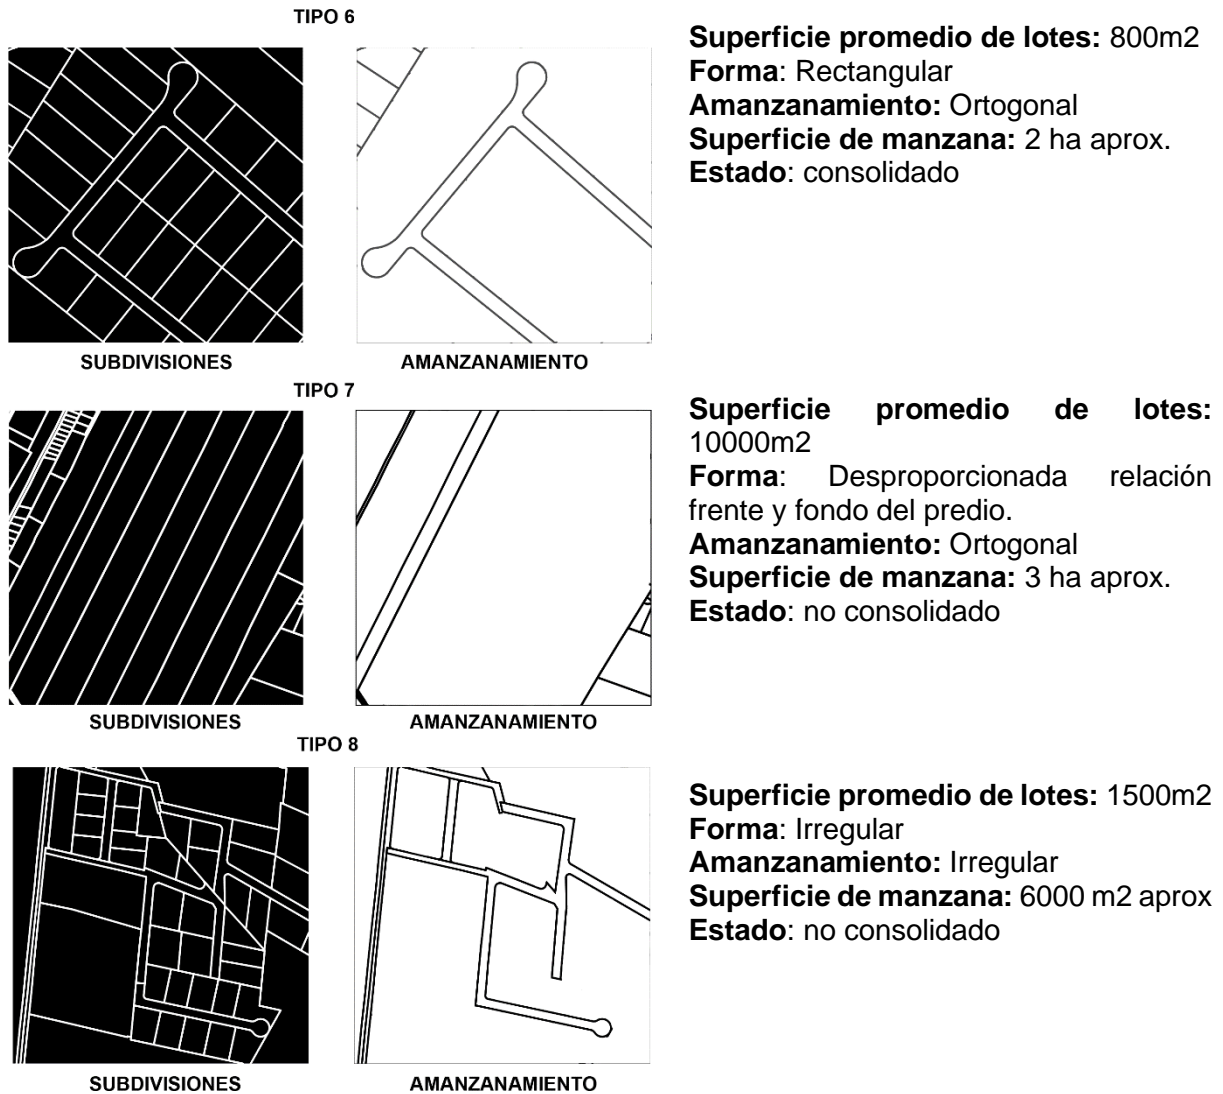 TIPO 6
Superficie promedio de lotes: 800m2
Forma: Rectangular
Amanzanamiento: Ortogonal
Superficie de manzana: 2 ha aprox.
Estado: consolidado
SUBDIVISIONES
AMANZANAMIENTO
TIPO 7
Superficie promedio de lotes:
10000m2
Forma: Desproporcionada relación
frente y fondo del predio.
Amanzanamiento: Ortogonal
Superficie de manzana: 3 ha aprox.
Estado: no consolidado
SUBDIVISIONES
AMANZANAMIENTO
TIPO 8
Superficie promedio de lotes: 1500m2
Forma: Irregular
Amanzanamiento: Irregular
Superficie de manzana: 6000 m2 aprox
Estado: no consolidado
SUBDIVISIONES
AMANZANAMIENTO